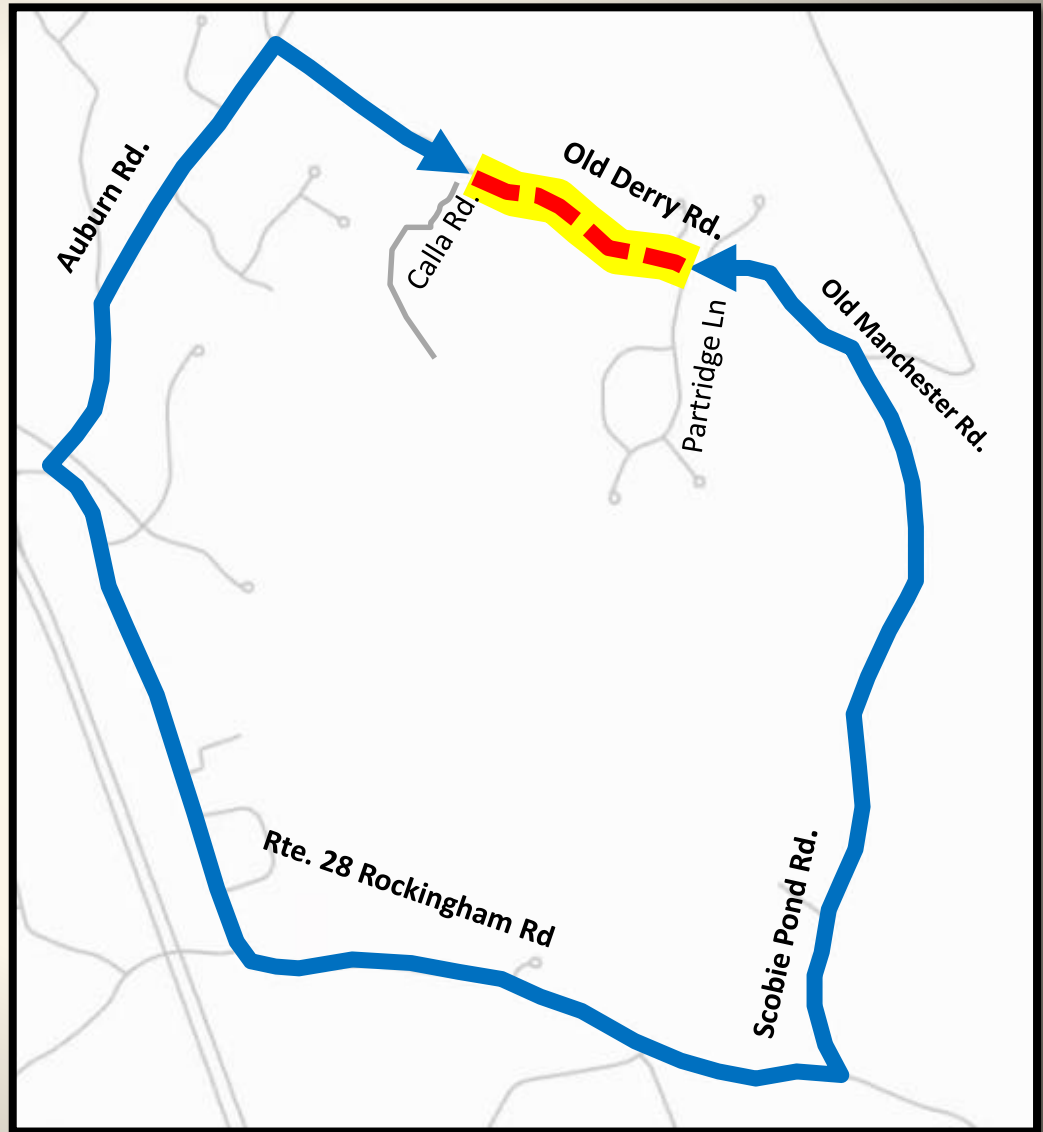 Auburn Rd.
Old Derry Rd.
Calla Rd.
Partridge Ln
Old Manchester Rd.
Rte. 28 Rockingham Rd
Scobie Pond Rd.